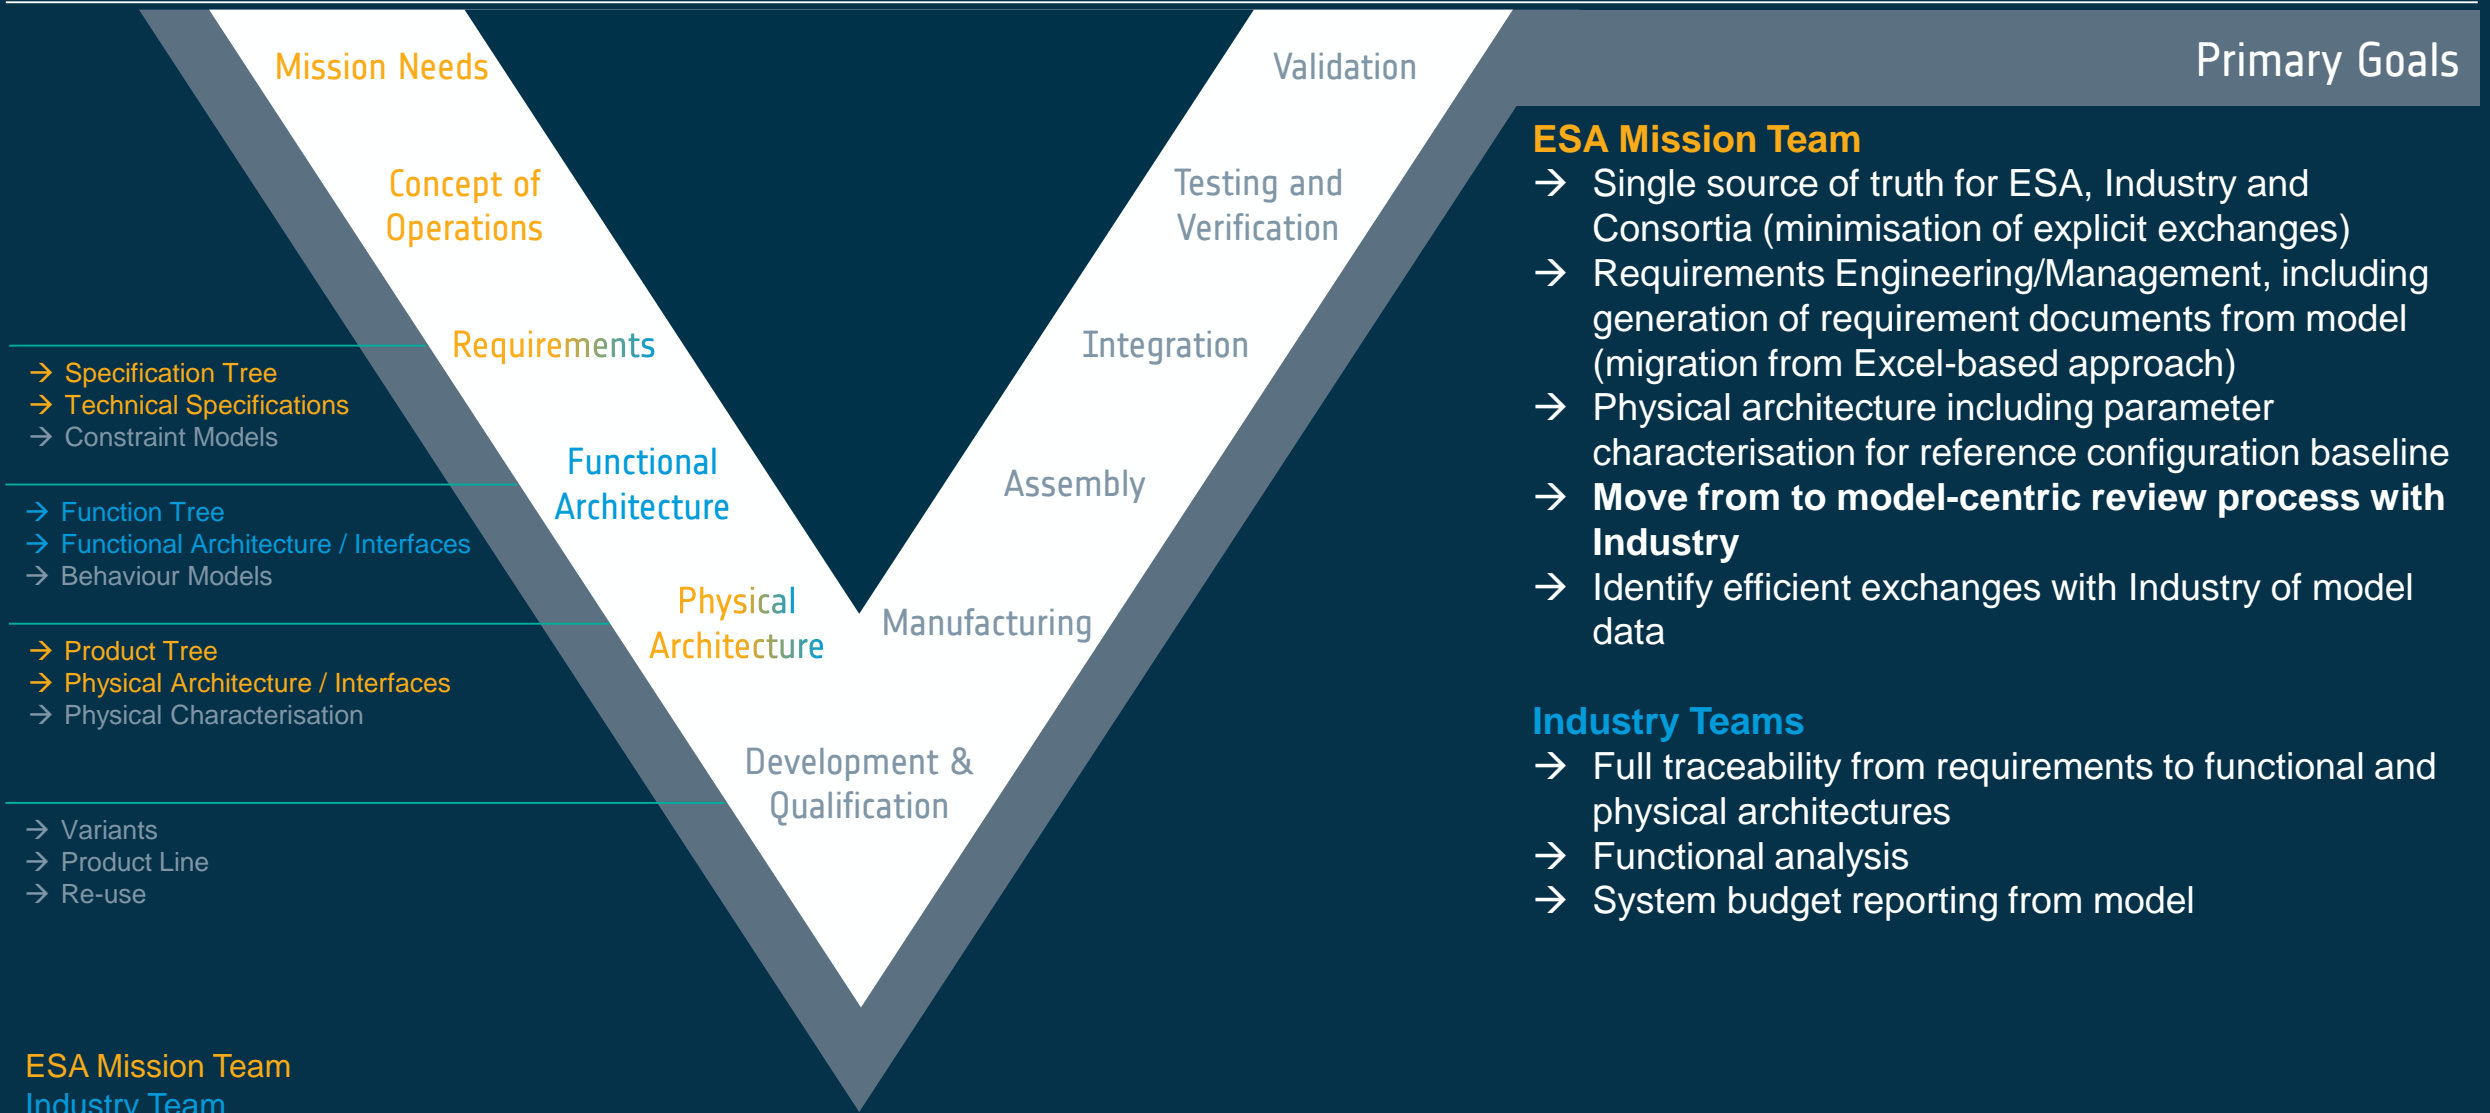 Primary Goals
Mission Needs
Concept of
Operations
Requirements
Functional
Architecture
Physical
Architecture
Development &
Qualification
Manufacturing
Assembly
Integration
Testing and
Verification
Validation
→ Specification Tree
→ Technical Specifications
→ Constraint Models
→ Function Tree
→ Functional Architecture / Interfaces
→ Behaviour Models
→ Product Tree
→ Physical Architecture / Interfaces
→ Physical Characterisation
→ Variants
→ Product Line
→ Re-use
ESA Mission Team
Industry Team
ESA Mission Team
→ Single source of truth for ESA, Industry and
Consortia (minimisation of explicit exchanges)
→ Requirements Engineering/Management, including
generation of requirement documents from model
(migration from Excel-based approach)
→ Physical architecture including parameter
characterisation for reference configuration baseline
→ Move from to model-centric review process with
Industry
→ Identify efficient exchanges with Industry of model
data
Industry Teams
→ Full traceability from requirements to functional and
physical architectures
→ Functional analysis
→ System budget reporting from model